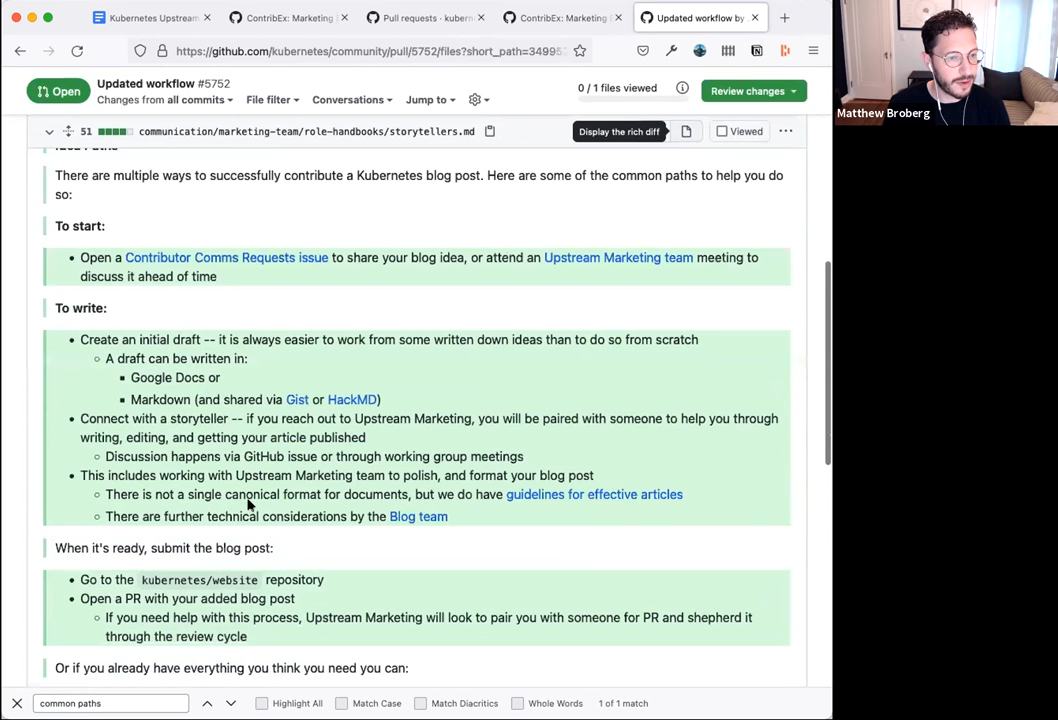 Kubernetes Upstream
ContribEx: Marketing
Pull requests · kubern
ContribEx: Marketing
Updated workflow by
https://github.com/kubernetes/community/pull/5752/files?short_path=34995
Open
Updated workflow #5752
Changes from all commits
File filter
Conversations
Jump to
0 / 1 files viewed
Review changes
51
communication/marketing-team/role-handbooks/storytellers.md
Display the rich diff
Viewed
There are multiple ways to successfully contribute a Kubernetes blog post. Here are some of the common paths to help you do
so:
To start:
• Open a Contributor Comms Requests issue to share your blog idea, or attend an Upstream Marketing team meeting to
discuss it ahead of time
To write:
• Create an initial draft -- it is always easier to work from some written down ideas than to do so from scratch
A draft can be written in:
Google Docs or
Markdown (and shared via Gist or HackMD)
• Connect with a storyteller -- if you reach out to Upstream Marketing, you will be paired with someone to help you through
writing, editing, and getting your article published
Discussion happens via GitHub issue or through working group meetings
• This includes working with Upstream Marketing team to polish, and format your blog post
There is not a single canonical format for documents, but we do have guidelines for effective articles
There are further technical considerations by the Blog team
When it's ready, submit the blog post:
• Go to the kubernetes/website repository
• Open a PR with your added blog post
If you need help with this process, Upstream Marketing will look to pair you with someone for PR and shepherd it
through the review cycle
Or if you already have everything you think you need you can:
common paths
Highlight All
Match Case
Match Diacritics
Whole Words
1 of 1 match
Matthew Broberg